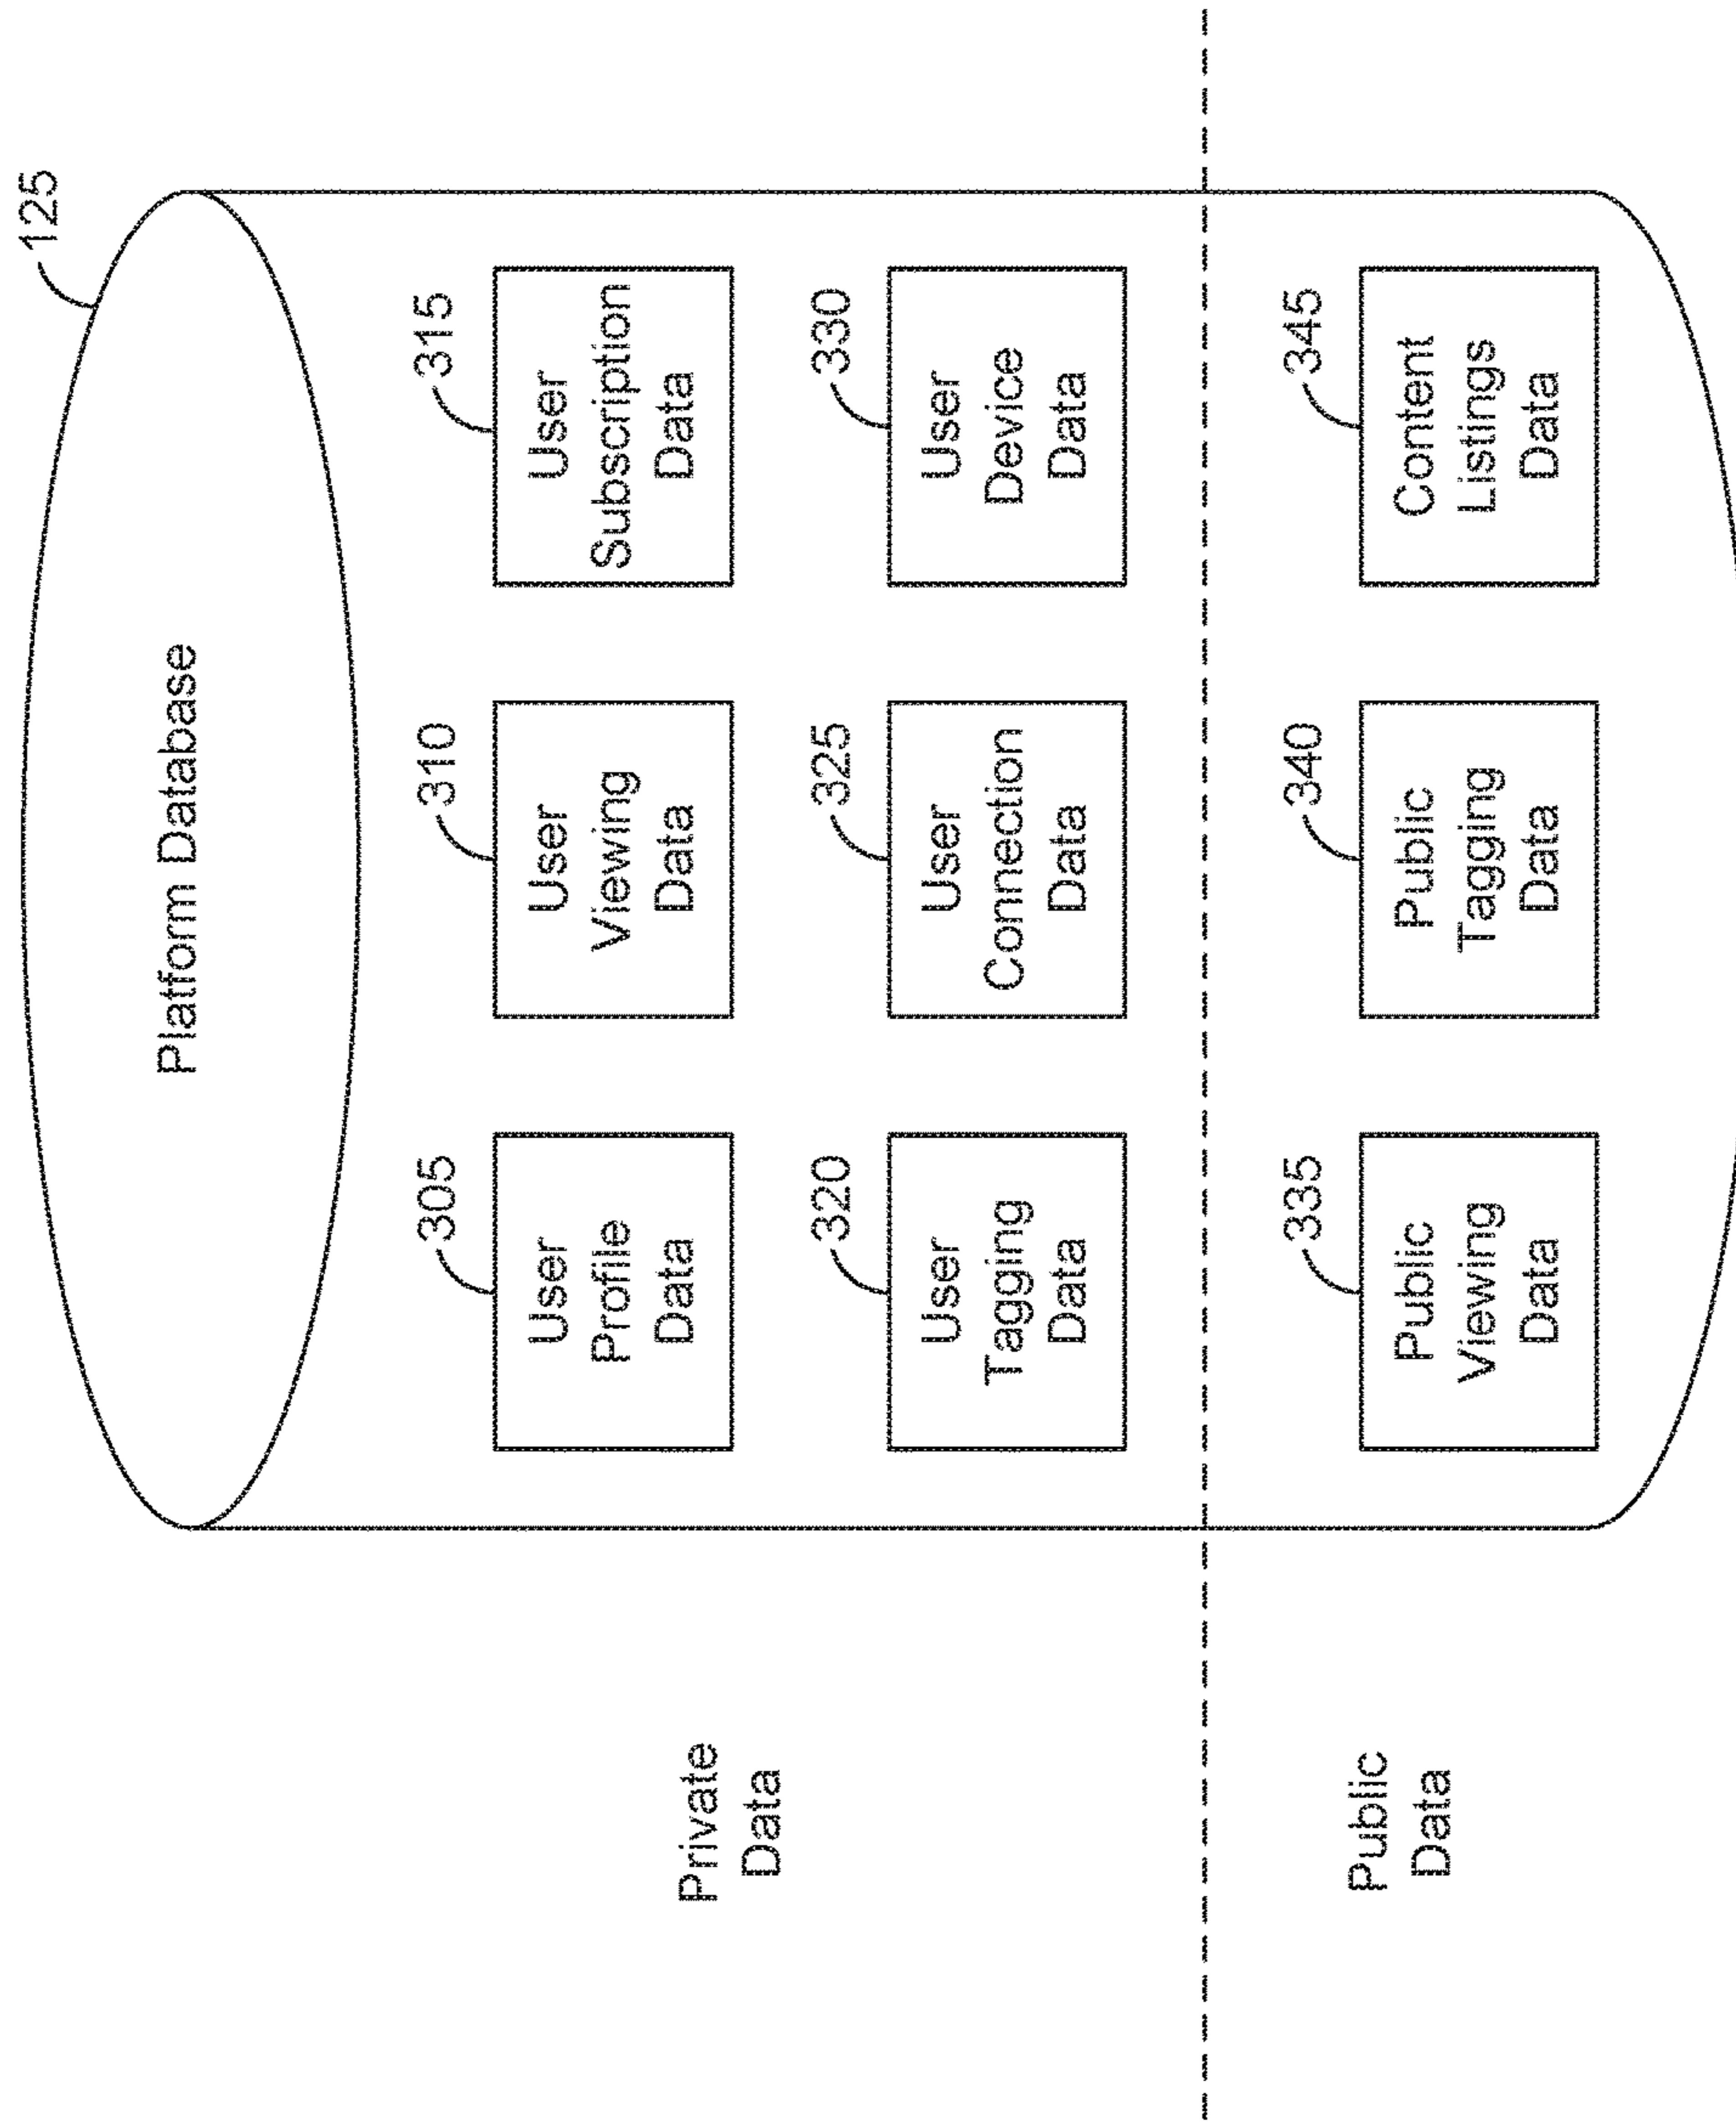 125
Platform Database
Private
Data
305
User
Profile
Data
310
User
Viewing
Data
315
User
Subscription
Data
320
User
Tagging
Data
325
User
Connection
Data
330
User
Device
Data
Public
Data
335
Public
Viewing
Data
340
Public
Tagging
Data
345
Content
Listings
Data